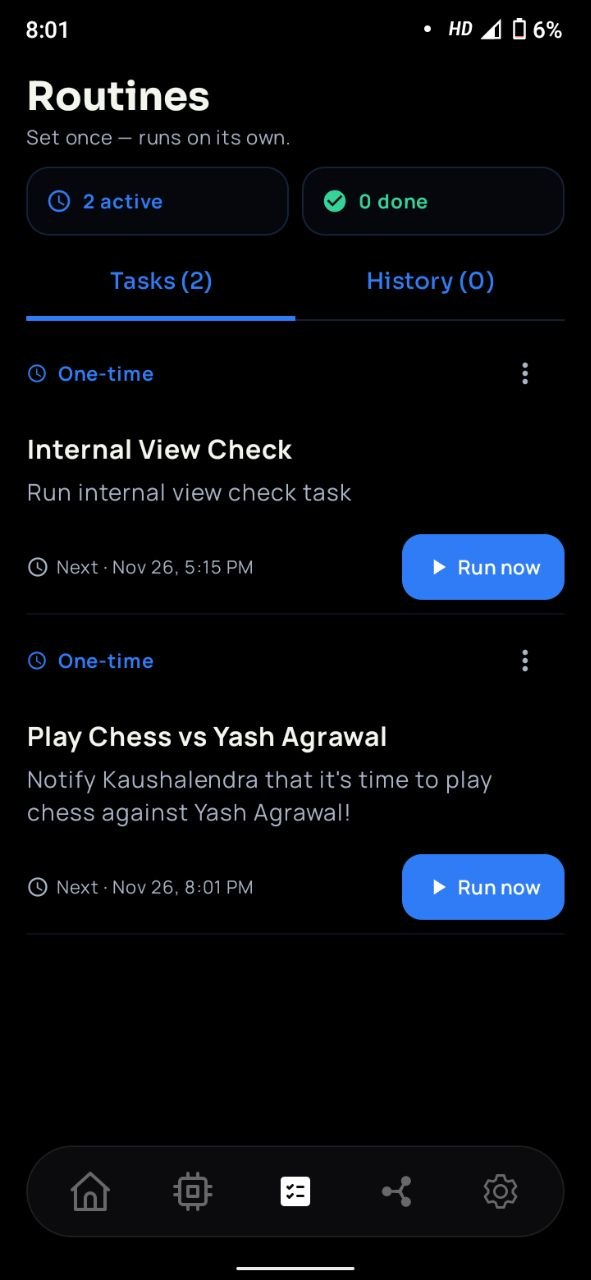 8:01
HD 6%
Routines
Set once — runs on its own.
2 active
0 done
Tasks (2)
History (0)
One-time
Internal View Check
Run internal view check task
Next · Nov 26, 5:15 PM
Run now
One-time
Play Chess vs Yash Agrawal
Notify Kaushalendra that it's time to play
chess against Yash Agrawal!
Next · Nov 26, 8:01 PM
Run now